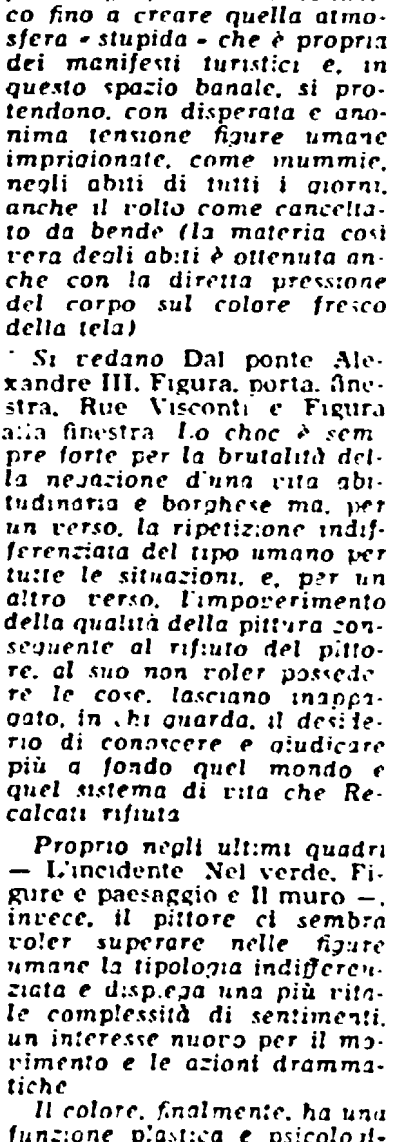 co fino a creare quella atmo-
sfera - stupida - che è propria
dei manifesti turistici e, in
questo spazio banale, si pro-
tendono, con disperata e ano-
nima tensione figure umane
imprigionate, come mummie,
negli abiti di tutti i giorni,
anche il volto come cancella-
to da bende (la materia così
vera degli abiti è ottenuta an-
che con la diretta pressione
del corpo sul colore fresco
della tela)
Si vedano Dal ponte Ale-
xandre III, Figura, porta, fine-
stra, Rue Visconti e Figura
alla finestra Lo choc è sem
pre forte per la brutalità del-
la negazione d'una vita abi-
tudinaria e borghese ma, per
un verso, la ripetizione indif-
ferenziata del tipo umano per
tutte le situazioni, e, per un
altro verso, l'impoverimento
della qualità della pittura con-
seguente al rifiuto del pitto-
re, al suo non voler possede
re le cose, lasciano inappa-
gato, in chi guarda, il deside-
rio di conoscere e giudicare
più a fondo quel mondo e
quel sistema di vita che Re-
calcati rifiuta
Proprio negli ultimi quadri
— L'incidente Nel verde, Fi-
gure e paesaggio e Il muro —,
invece, il pittore ci sembra
voler superare nelle figure
umane la tipologia indifferen-
ziata e dispiega una più vita-
le complessità di sentimenti,
un interesse nuovo per il mo-
vimento e le azioni dramma-
tiche
Il colore, finalmente, ha una
funzione plastica e psicologi-